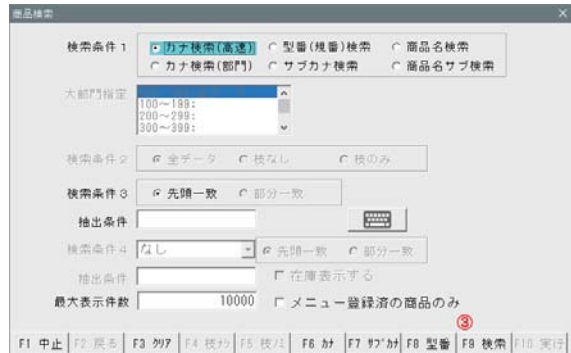 商品検索
検索条件1 カナ検索(高速) 型番(規番)検索 商品名検索
カナ検索(部門) サブカナ検索 商品名サブ検索
大部門指定
100～199:
200～299:
300～399:
検索条件2 全データ 枝なし 枝のみ
検索条件3 先頭一致 部分一致
抽出条件
検索条件4 なし 先頭一致 部分一致
抽出条件 在庫表示する
最大表示件数 10000 メニュー登録済の商品のみ
③
F1 中止 F2 戻る F3 クリア F4 枝ナシ F5 枝ノミ F6 カナ F7 サブカナ F8 型番 F9 検索 F10 実行